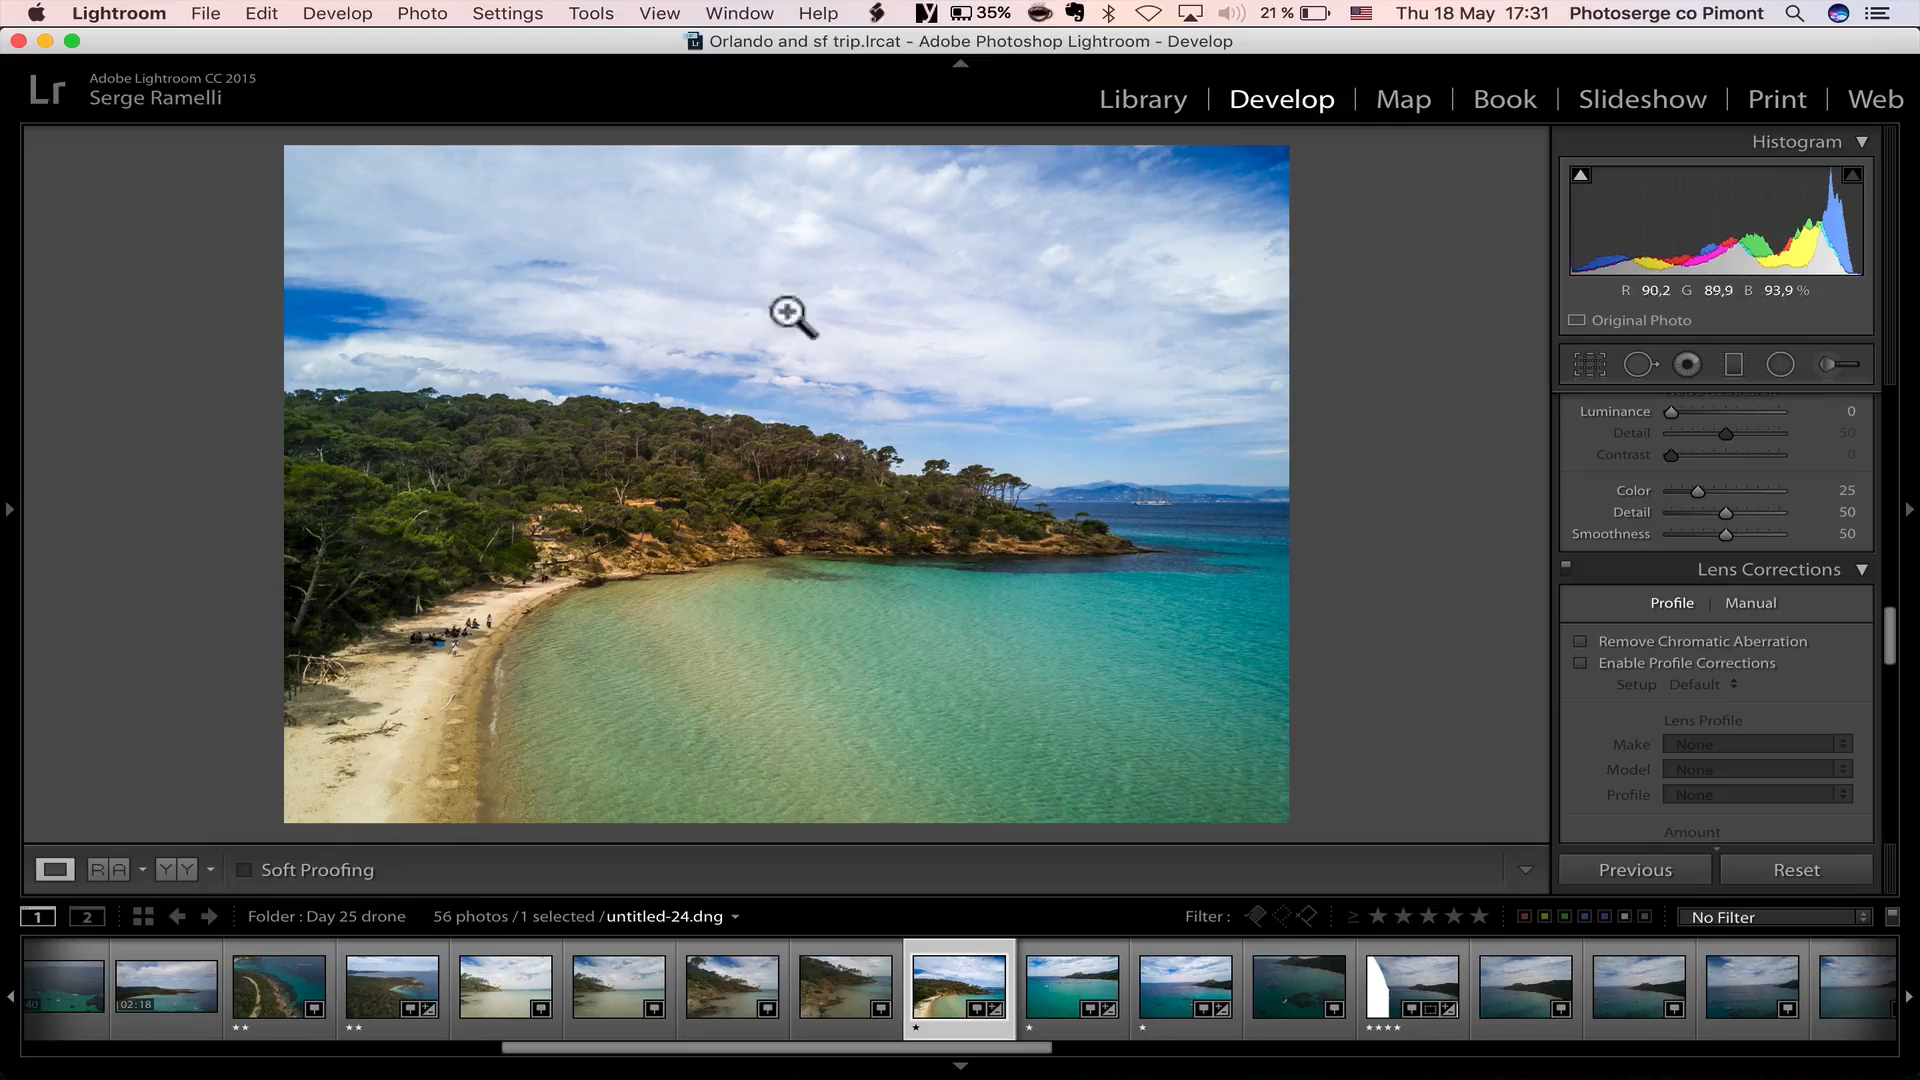 Lightroom File Edit Develop Photo Settings Tools View Window Help 35% 21 % Thu 18 May 17:31 Photoserge co Pimont
Orlando and sf trip.lrcat - Adobe Photoshop Lightroom - Develop
Lr Adobe Lightroom CC 2015
Serge Ramelli
Library | Develop | Map | Book | Slideshow | Print | Web
Histogram
R 90,2 G 89,9 B 93,9 %
Original Photo
Luminance 0
Detail 50
Contrast 0
Color 25
Detail 50
Smoothness 50
Lens Corrections
Profile | Manual
Remove Chromatic Aberration
Enable Profile Corrections
Setup Default
Lens Profile
Make None
Model None
Profile None
Amount
R A Y Y Soft Proofing Previous Reset
1 2 Folder : Day 25 drone 56 photos / 1 selected / untitled-24.dng Filter : ≥ ★★★★★ No Filter
40 02:18